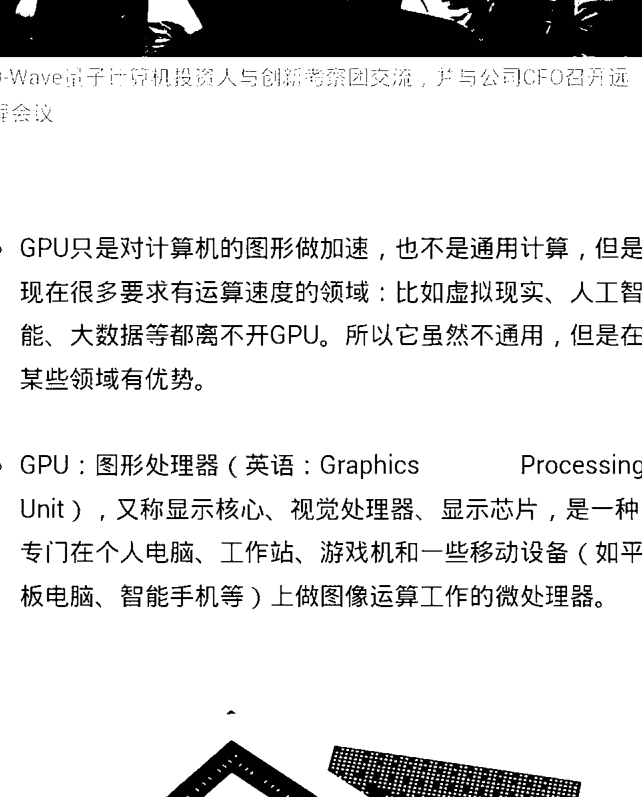 -Wave量子计算机投资人与创新考察团交流，并与公司CFO召开远
程会议
GPU只是对计算机的图形做加速，也不是通用计算，但是
现在很多要求有运算速度的领域：比如虚拟现实、人工智
能、大数据等都离不开GPU。所以它虽然不通用，但是在
某些领域有优势。
GPU：图形处理器（英语：Graphics Processing
Unit），又称显示核心、视觉处理器、显示芯片，是一种
专门在个人电脑、工作站、游戏机和一些移动设备（如平
板电脑、智能手机等）上做图像运算工作的微处理器。